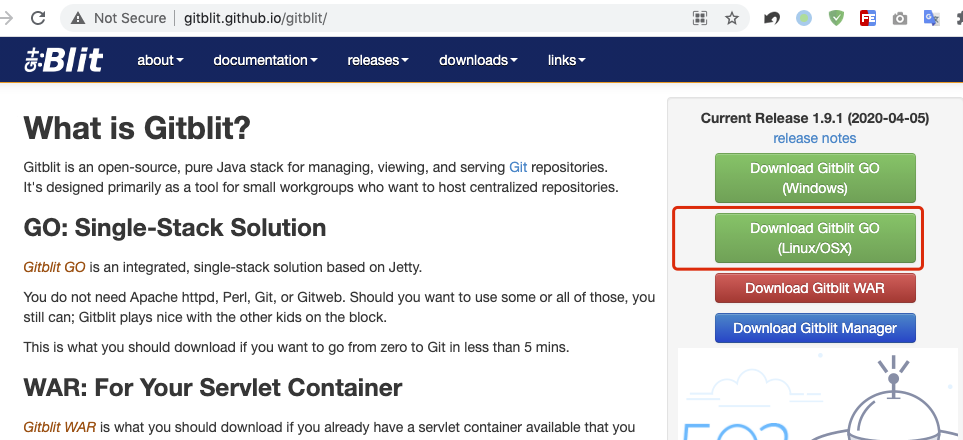 Not Secure | gitblit.github.io/gitblit/
FE
git:Blit
about documentation releases downloads links
What is Gitblit?
Gitblit is an open-source, pure Java stack for managing, viewing, and serving Git repositories.
It's designed primarily as a tool for small workgroups who want to host centralized repositories.
GO: Single-Stack Solution
Gitblit GO is an integrated, single-stack solution based on Jetty.
You do not need Apache httpd, Perl, Git, or Gitweb. Should you want to use some or all of those, you
still can; Gitblit plays nice with the other kids on the block.
This is what you should download if you want to go from zero to Git in less than 5 mins.
WAR: For Your Servlet Container
Gitblit WAR is what you should download if you already have a servlet container available that you
Current Release 1.9.1 (2020-04-05)
release notes
Download Gitblit GO
(Windows)
Download Gitblit GO
(Linux/OSX)
Download Gitblit WAR
Download Gitblit Manager